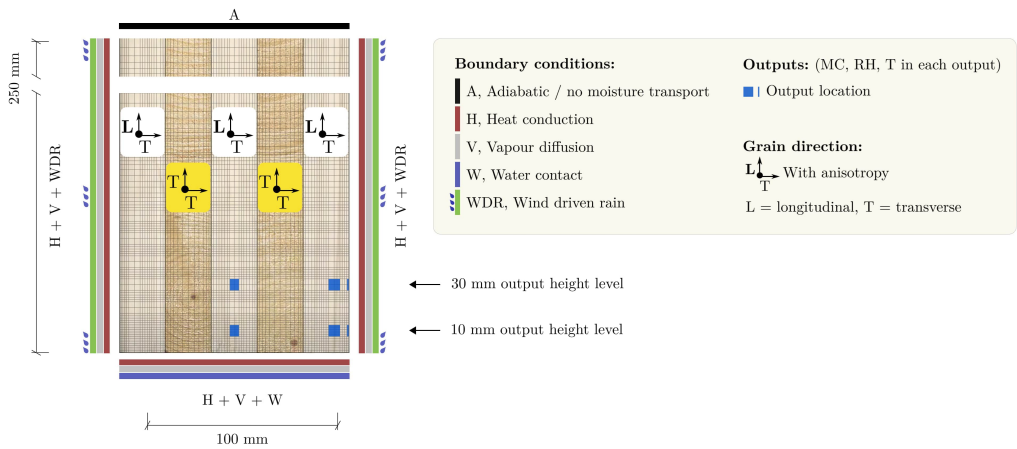 A
250 mm
H + V + WDR
L
T
L
T
L
T
T
T
T
T
H + V + WDR
H + V + W
100 mm
30 mm output height level
10 mm output height level
Boundary conditions:
A, Adiabatic / no moisture transport
H, Heat conduction
V, Vapour diffusion
W, Water contact
WDR, Wind driven rain
Outputs: (MC, RH, T in each output)
Output location
Grain direction:
L
T
With anisotropy
L = longitudinal, T = transverse